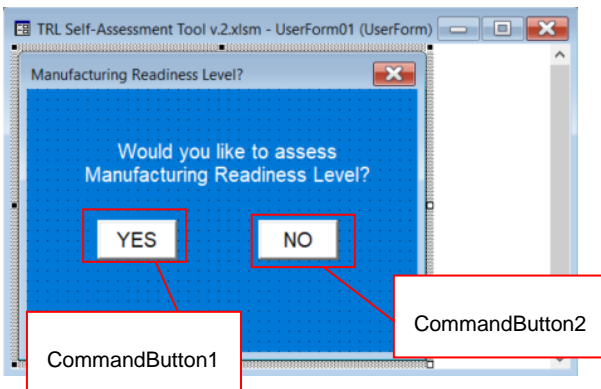 TRL Self-Assessment Tool v.2.xlsm - UserForm01 (UserForm)
Manufacturing Readiness Level?
Would you like to assess
Manufacturing Readiness Level?
YES
NO
CommandButton2
CommandButton1